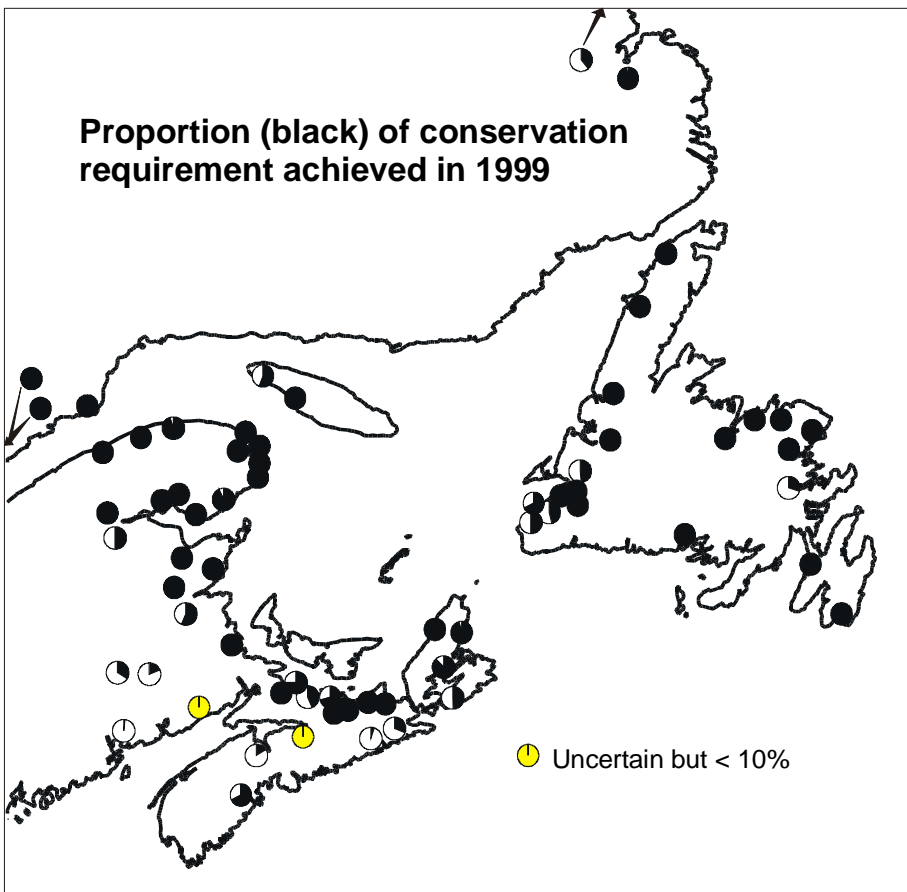 Proportion (black) of conservation
requirement achieved in 1999
Uncertain but < 10%